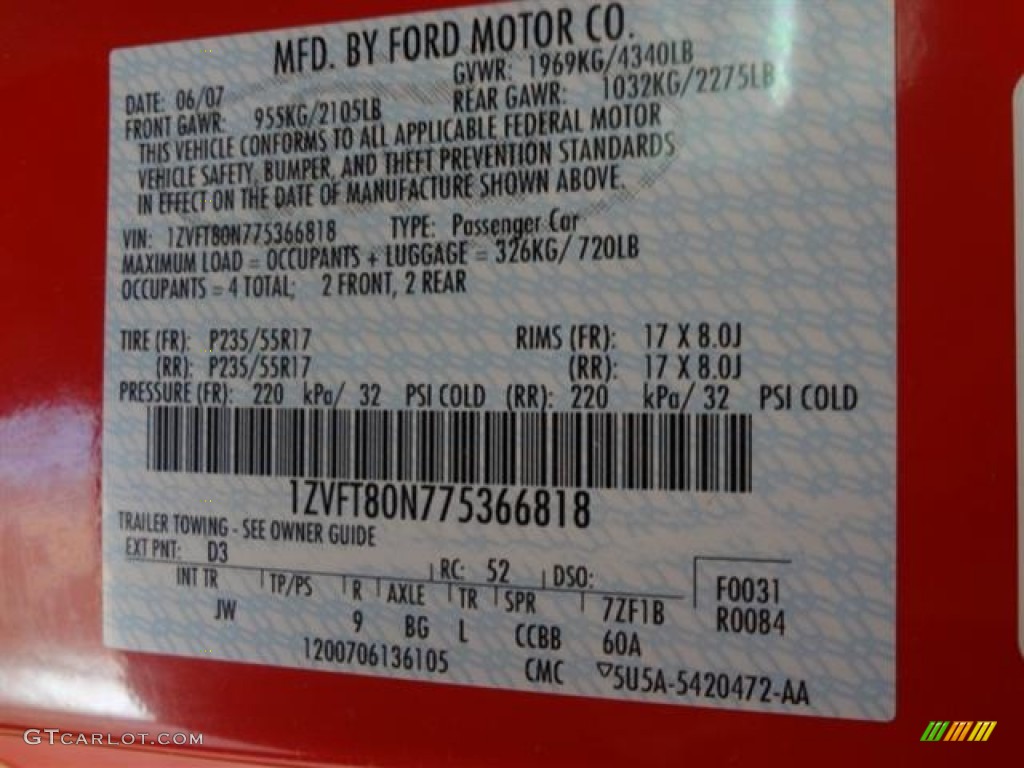 MFD. BY FORD MOTOR CO.
DATE: 06/07 GVWR: 1969KG/4340LB
FRONT GAWR: 955KG/2105LB REAR GAWR: 1032KG/2275LB
THIS VEHICLE CONFORMS TO ALL APPLICABLE FEDERAL MOTOR
VEHICLE SAFETY, BUMPER, AND THEFT PREVENTION STANDARDS
IN EFFECT ON THE DATE OF MANUFACTURE SHOWN ABOVE.
VIN: 1ZVFT80N775366818 TYPE: Passenger Car
MAXIMUM LOAD = OCCUPANTS + LUGGAGE = 326KG/ 720LB
OCCUPANTS = 4 TOTAL; 2 FRONT, 2 REAR
TIRE (FR): P235/55R17 RIMS (FR): 17 X 8.0J
(RR): P235/55R17 (RR): 17 X 8.0J
PRESSURE (FR): 220 kPa/ 32 PSI COLD (RR): 220 kPa/ 32 PSI COLD
1ZVFT80N775366818
TRAILER TOWING - SEE OWNER GUIDE
EXT PNT: D3 RC: 52 DSO: F0031
INT TR TP/PS R AXLE TR SPR 7ZF1B R0084
JW 9 BG L CCBB 60A
1200706136105 CMC ▽5U5A-5420472-AA
GTCARLOT.COM